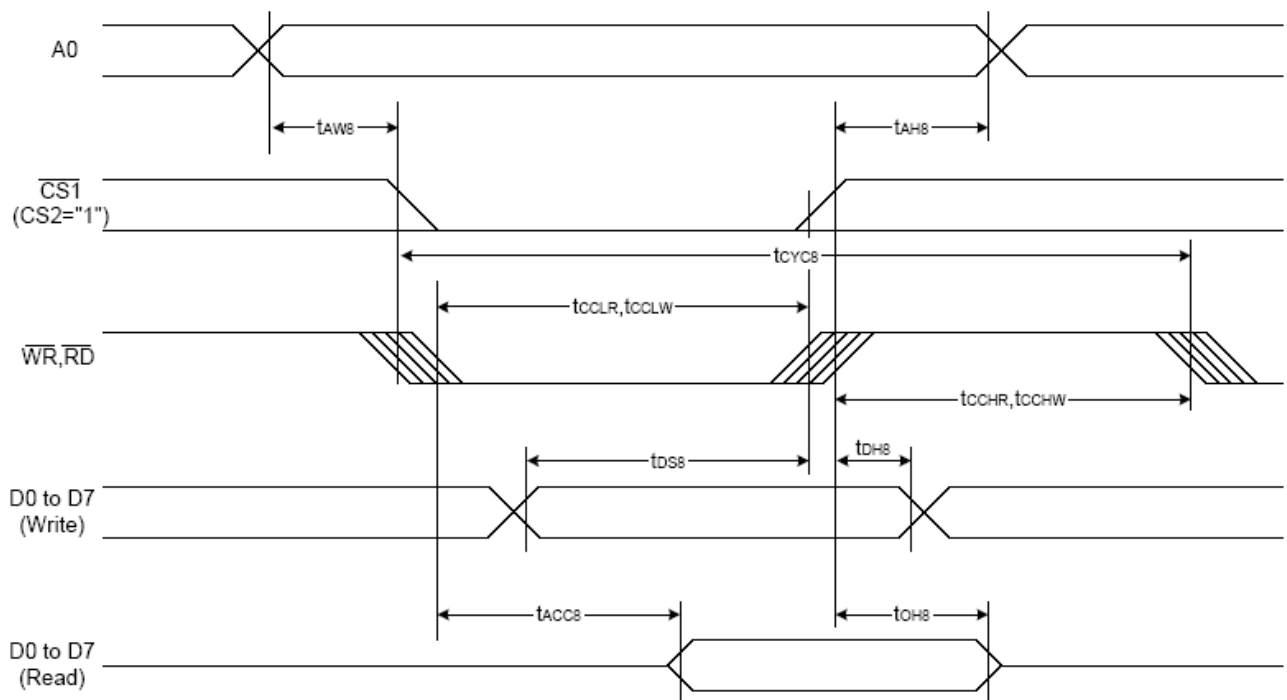 A0
tAW8
tAH8
CS1
(CS2="1")
tCYC8
tCCLR,tCCLW
WR,RD
tCCHR,tCCHW
tDS8
tDH8
D0 to D7
(Write)
tACC8
tOH8
D0 to D7
(Read)